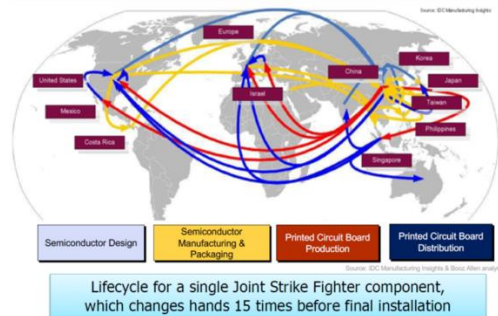 Source: IDC Manufacturing Insights
Europe
Korea
China
United States
Japan
Israel
Mexico
Taiwan
Costa Rica
Philippines
Singapore
Semiconductor Design
Semiconductor
Manufacturing &
Packaging
Printed Circuit Board
Production
Printed Circuit Board
Distribution
Source: IDC Manufacturing Insights & Booz Allen analy
Lifecycle for a single Joint Strike Fighter component,
which changes hands 15 times before final installation